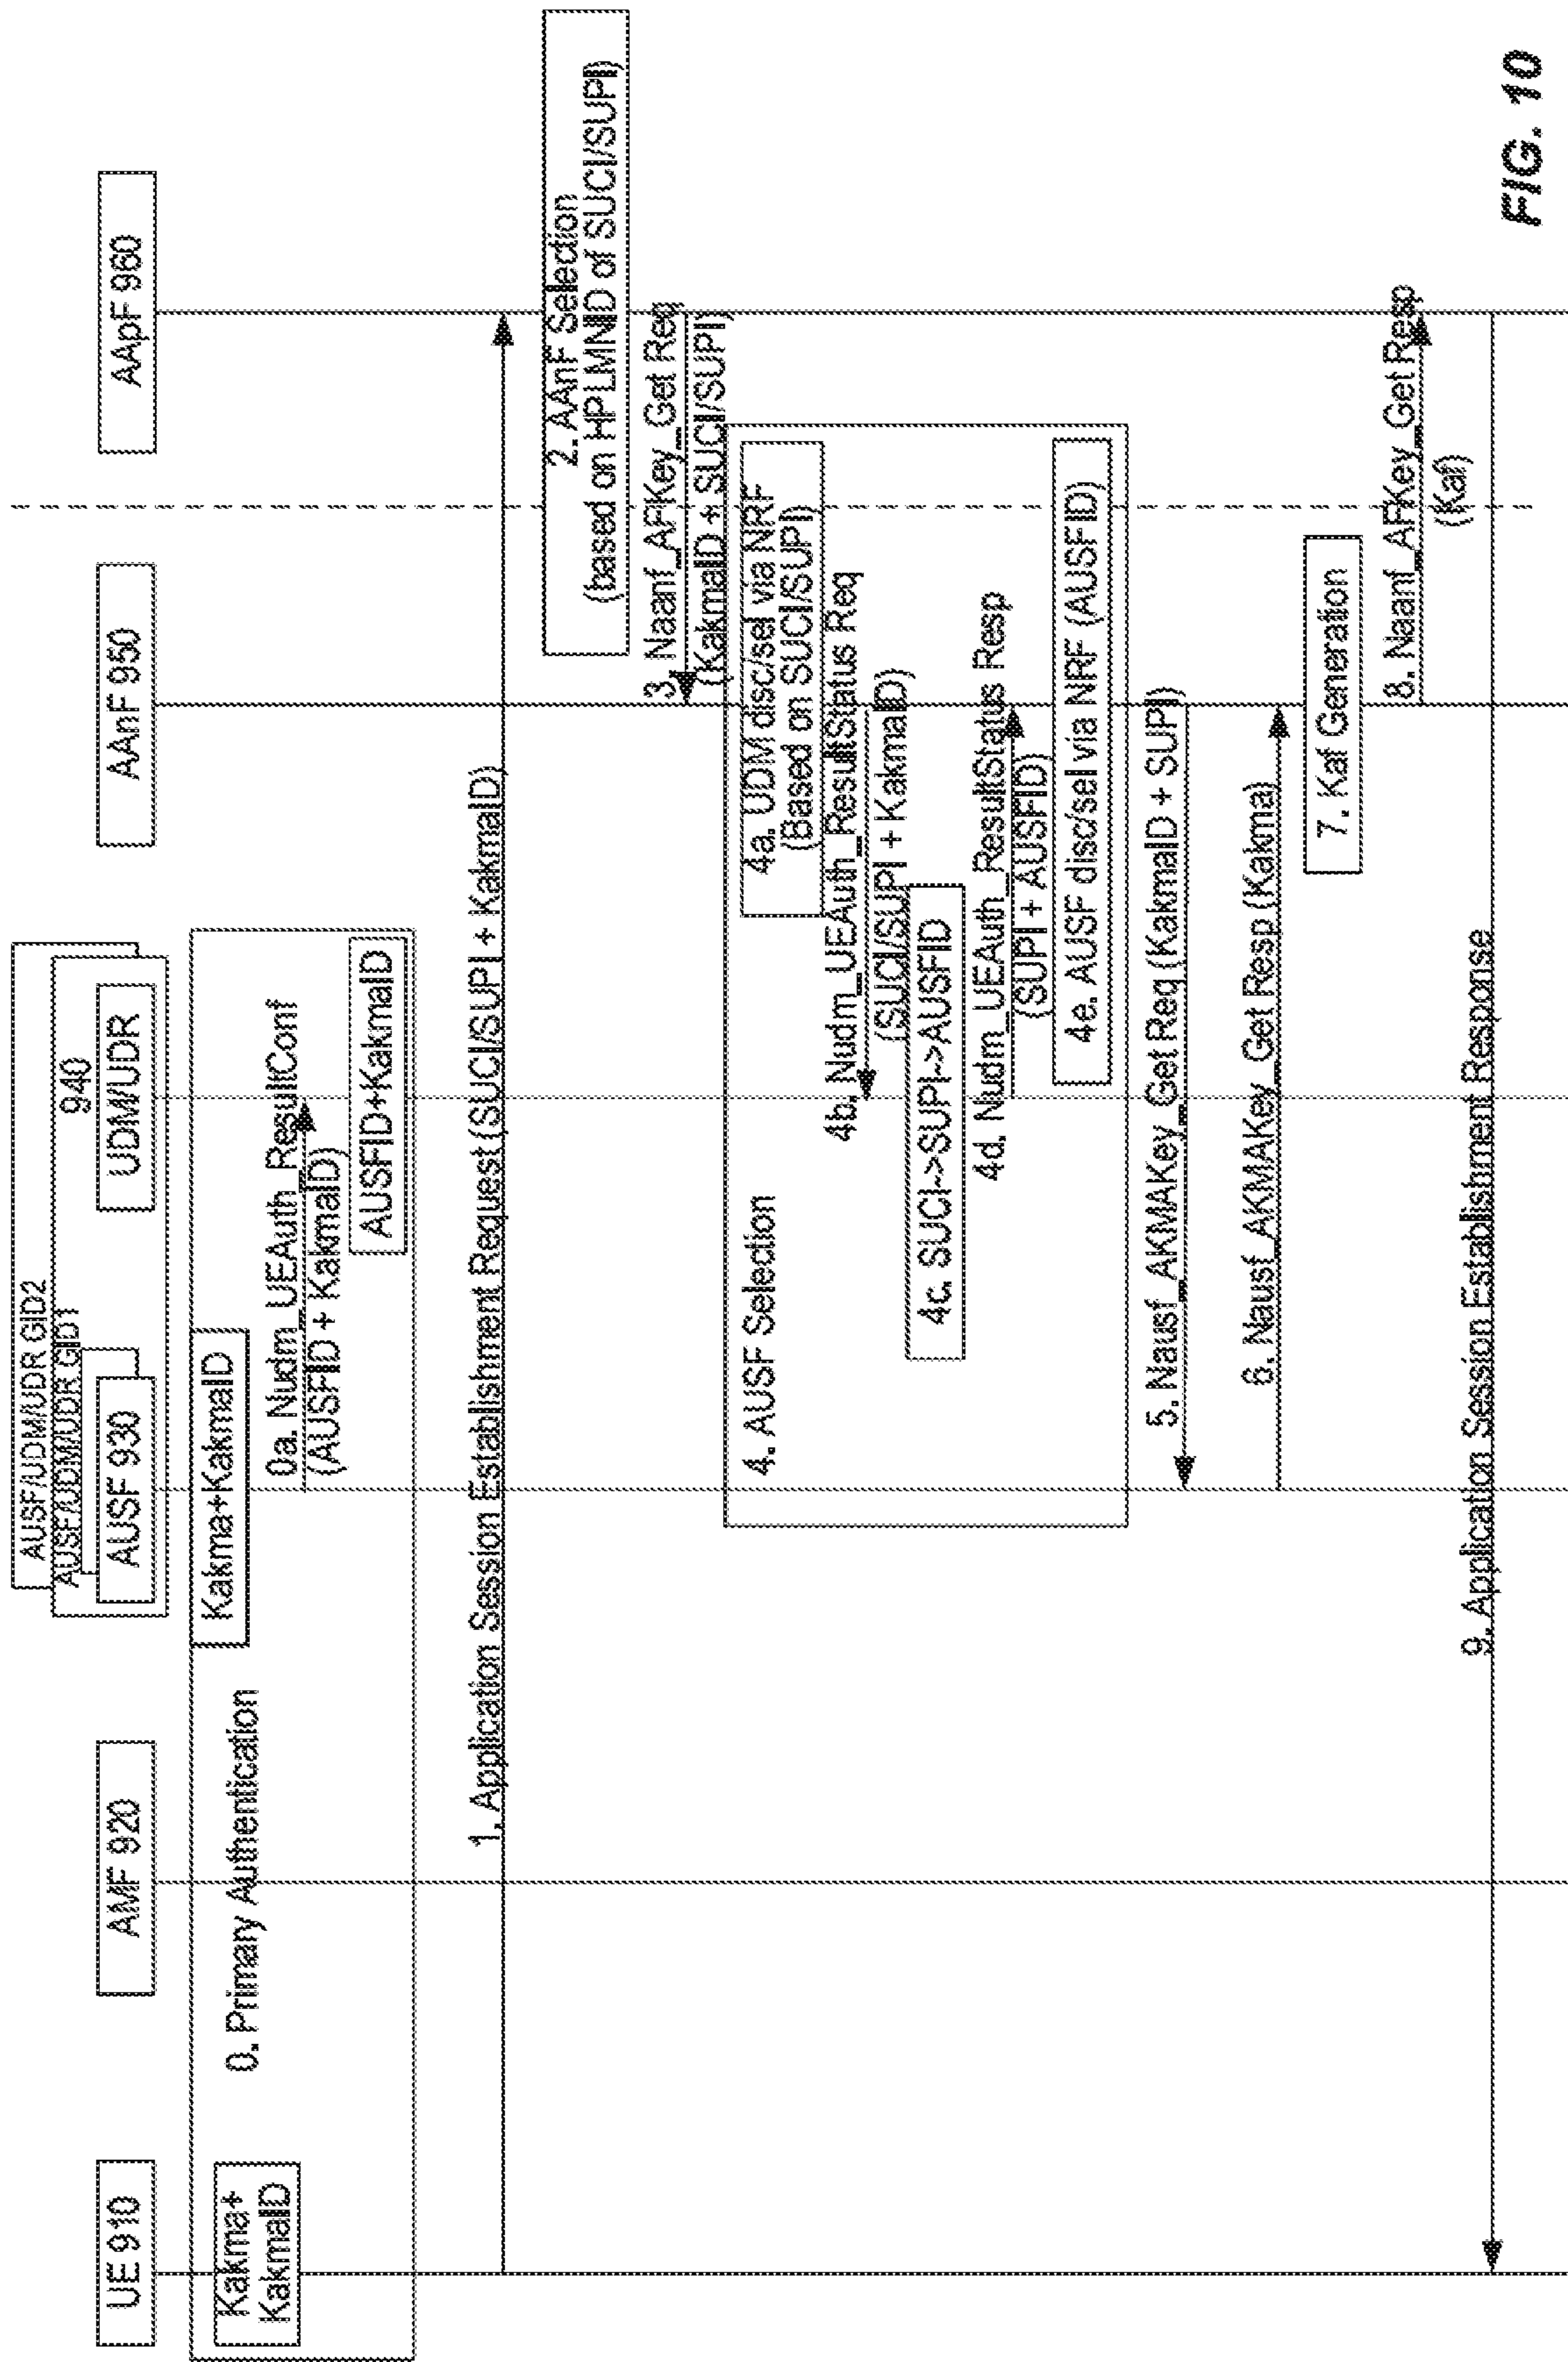 AUSF/UDM/UDR GID2
AUSF/UDM/UDR GID1
940
UE 910
AMF 920
AUSF 930
UDM/UDR
AAnF 950
AApF 960
Kakma+
KakmaID
0. Primary Authentication
Kakma+KakmaID
0a. Nudm_UEAuth_ResultConf
(AUSFID + KakmaID)
AUSFID+KakmaID
1. Application Session Establishment Request (SUCI/SUPI + KakmaID)
2. AAnF Selection
(based on HPLMNID of SUCI/SUPI)
3. Naanf_AFKey_Get Req
(KakmaID + SUCI/SUPI)
4. AUSF Selection
4a. UDM disc/sel via NRF
(Based on SUCI/SUPI)
4b. Nudm_UEAuth_ResultStatus Req
(SUCI/SUPI + KakmaID)
4c. SUCI->SUPI->AUSFID
4d. Nudm_UEAuth_ResultStatus Resp
(SUPI + AUSFID)
4e. AUSF disc/sel via NRF (AUSFID)
5. Nausf_AKMAKey_Get Req (KakmaID + SUPI)
6. Nausf_AKMAKey_Get Resp (Kakma)
7. Kaf Generation
8. Naanf_AFKey_Get Resp
(Kaf)
9. Application Session Establishment Response
FIG. 10